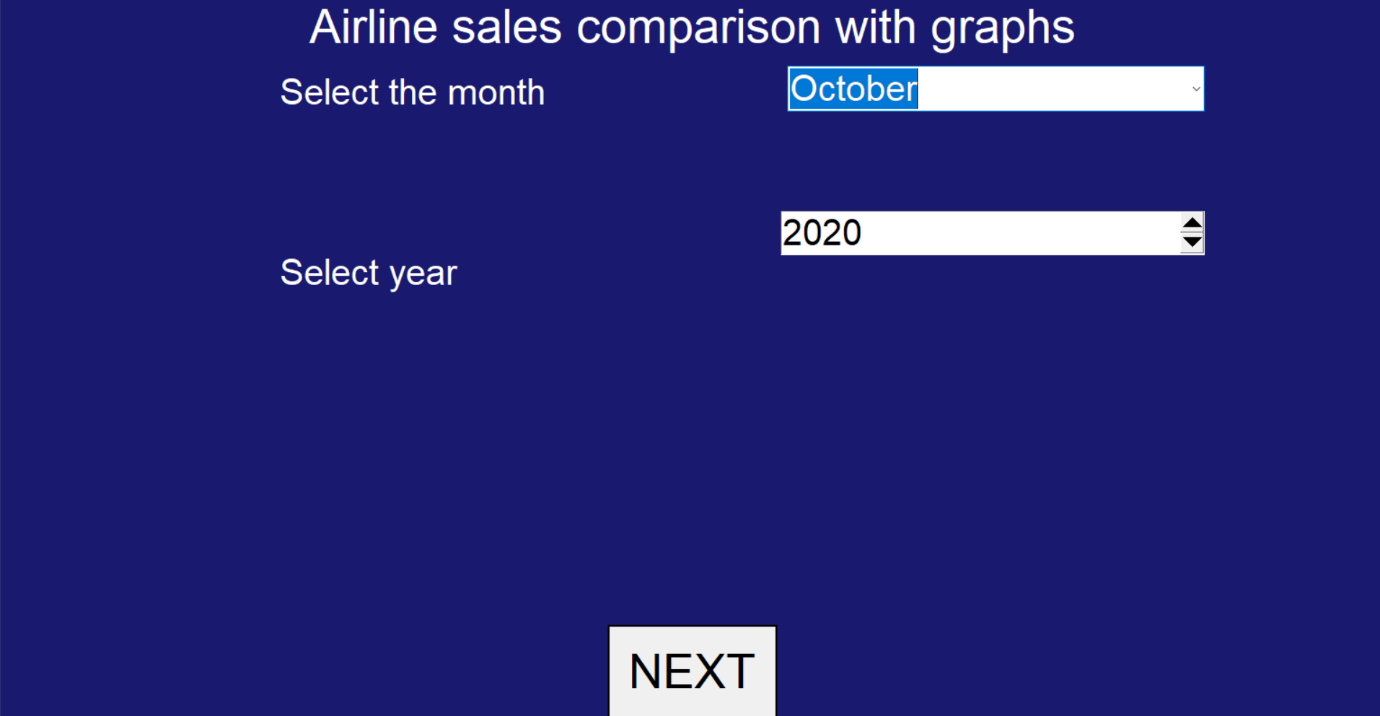 Airline sales comparison with graphs
Select the month
October
2020
Select year
NEXT